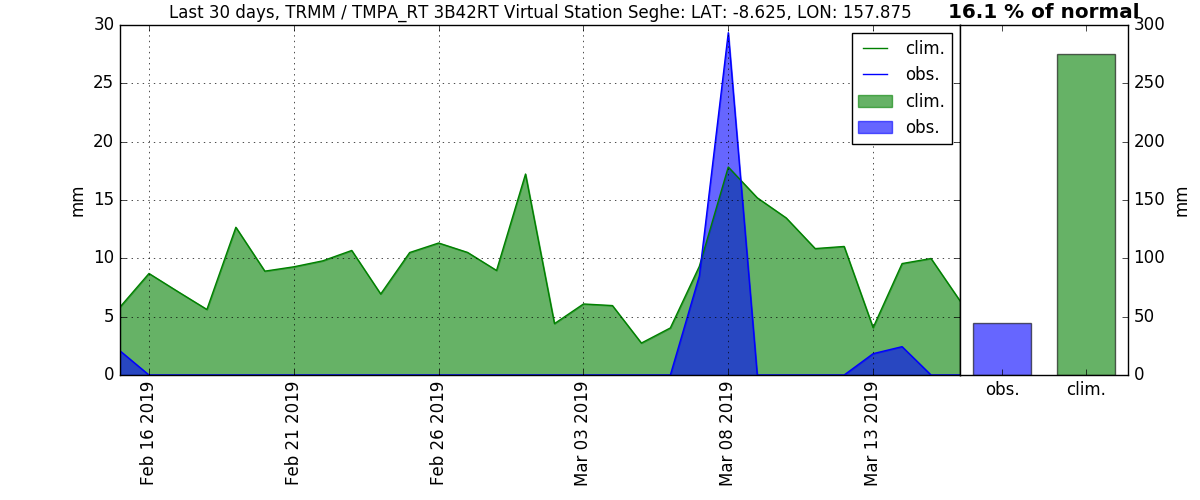 Last 30 days, TRMM / TMPA_RT 3B42RT Virtual Station Seghe: LAT: -8.625, LON: 157.875
16.1 % of normal
30
25
20
15
10
5
0
mm
clim.
obs.
clim.
obs.
300
250
200
150
100
50
0
mm
obs.
clim.
Feb 16 2019
Feb 21 2019
Feb 26 2019
Mar 03 2019
Mar 08 2019
Mar 13 2019